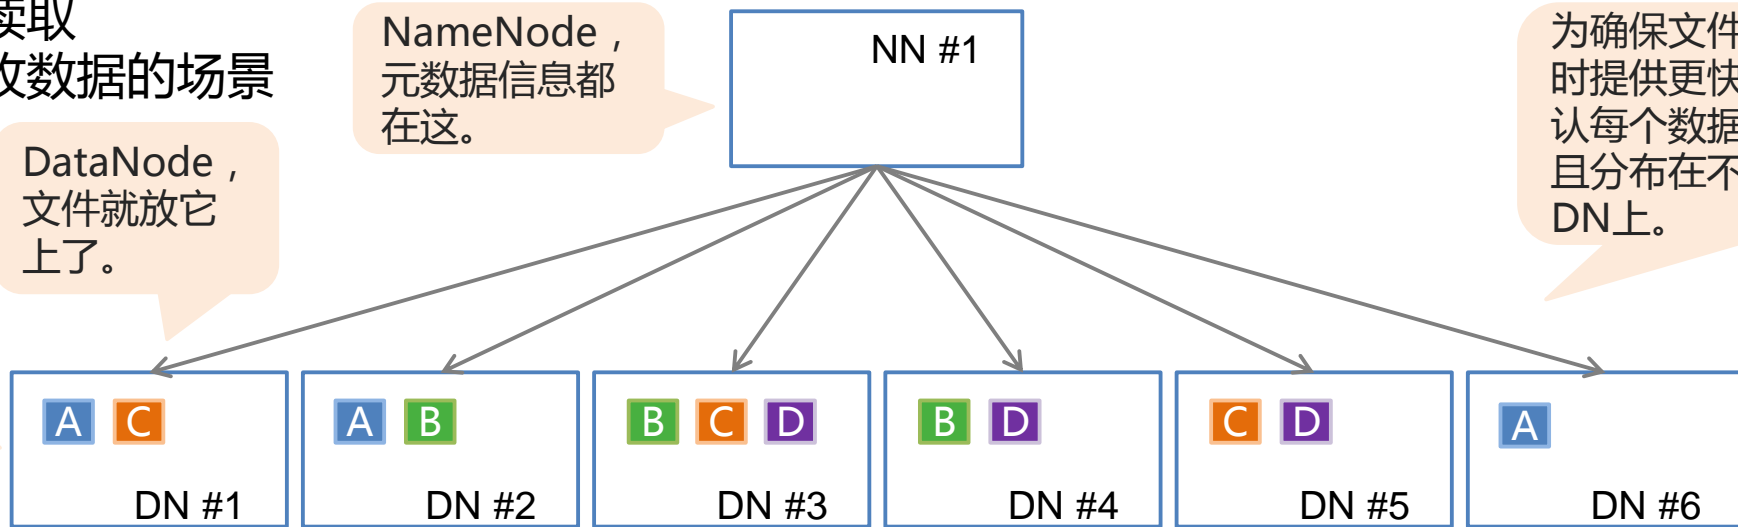 读取
改数据的场景
NameNode，
元数据信息都
在这。
NN #1
为确保文件
时提供更快
认每个数据
且分布在不
DN上。
DataNode，
文件就放它
上了。
A C
A B
B C D
B D
C D
A
DN #1
DN #2
DN #3
DN #4
DN #5
DN #6